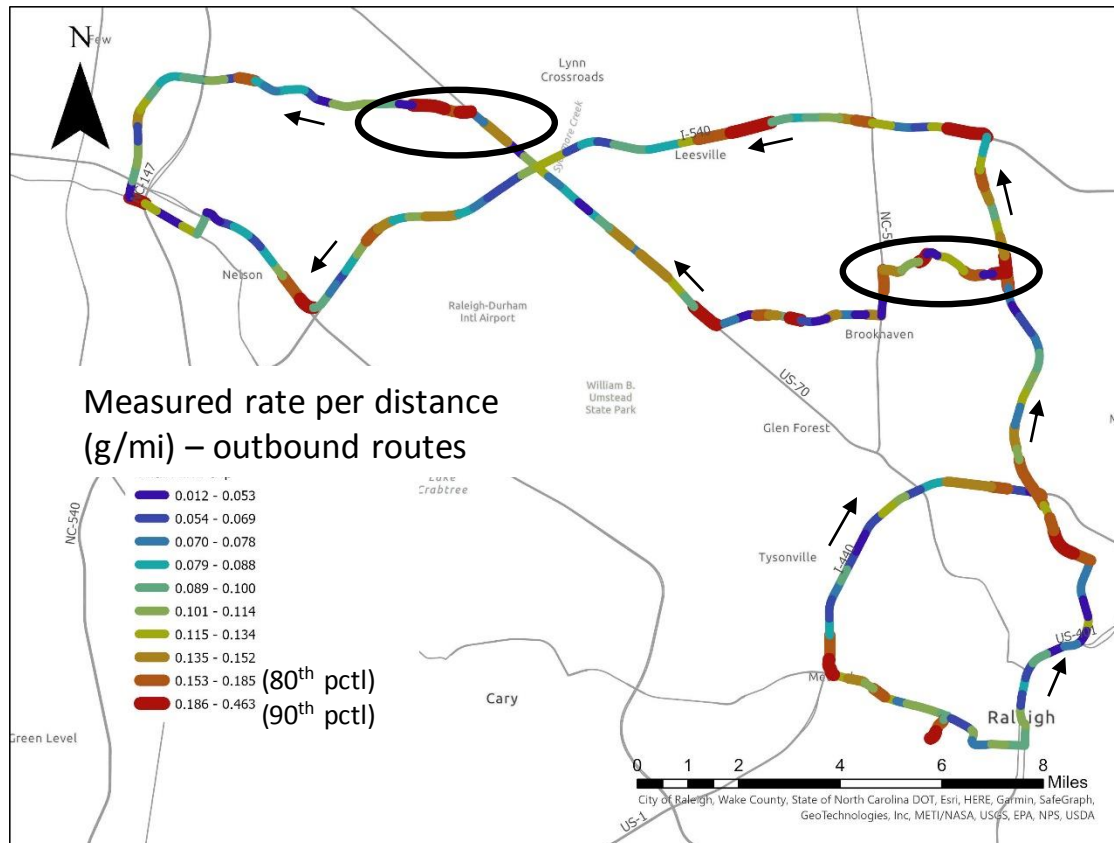 N
Few
Lynn
Crossroads
Sycamore Creek
I-540
Leesville
NC-147
NC-5
Nelson
Raleigh-Durham
Intl Airport
Brookhaven
US-70
William B.
Umstead
State Park
Glen Forest
Measured rate per distance
(g/mi) – outbound routes
Lake
Crabtree
0.012 - 0.053
0.054 - 0.069
0.070 - 0.078
0.079 - 0.088
0.089 - 0.100
0.101 - 0.114
0.115 - 0.134
0.135 - 0.152
0.153 - 0.185 (80th pctl)
0.186 - 0.463 (90th pctl)
NC-540
Tysonville
I-440
US-401
Me
Cary
Raleigh
Green Level
US-1
0 1 2 4 6 8
Miles
City of Raleigh, Wake County, State of North Carolina DOT, Esri, HERE, Garmin, SafeGraph,
GeoTechnologies, Inc, METI/NASA, USGS, EPA, NPS, USDA